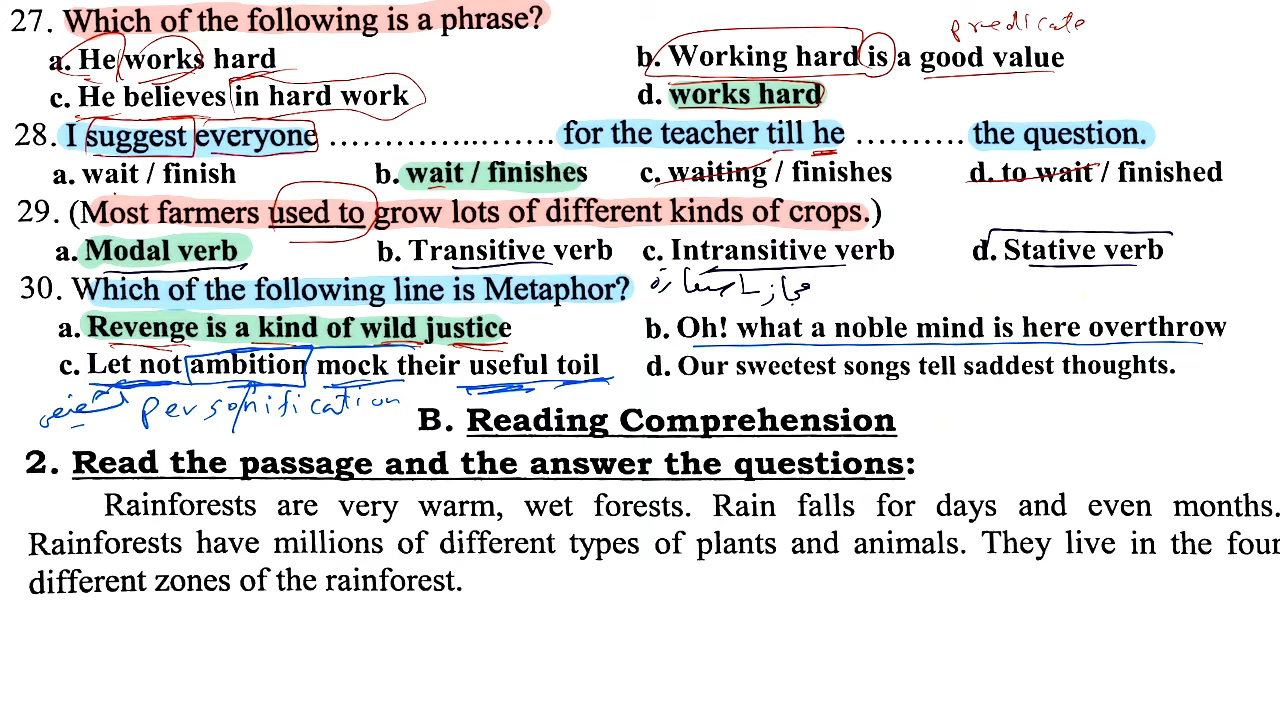 predicate
27. Which of the following is a phrase?
a. He works hard b. Working hard is a good value
c. He believes in hard work d. works hard
28. I suggest everyone ........................ for the teacher till he ........... the question.
a. wait / finish b. wait / finishes c. waiting / finishes d. to wait / finished
29. (Most farmers used to grow lots of different kinds of crops.)
a. Modal verb b. Transitive verb c. Intransitive verb d. Stative verb
30. Which of the following line is Metaphor? مجاز استعارة
a. Revenge is a kind of wild justice b. Oh! what a noble mind is here overthrow
c. Let not ambition mock their useful toil d. Our sweetest songs tell saddest thoughts.
personification
B. Reading Comprehension
2. Read the passage and the answer the questions:
Rainforests are very warm, wet forests. Rain falls for days and even months.
Rainforests have millions of different types of plants and animals. They live in the four
different zones of the rainforest.